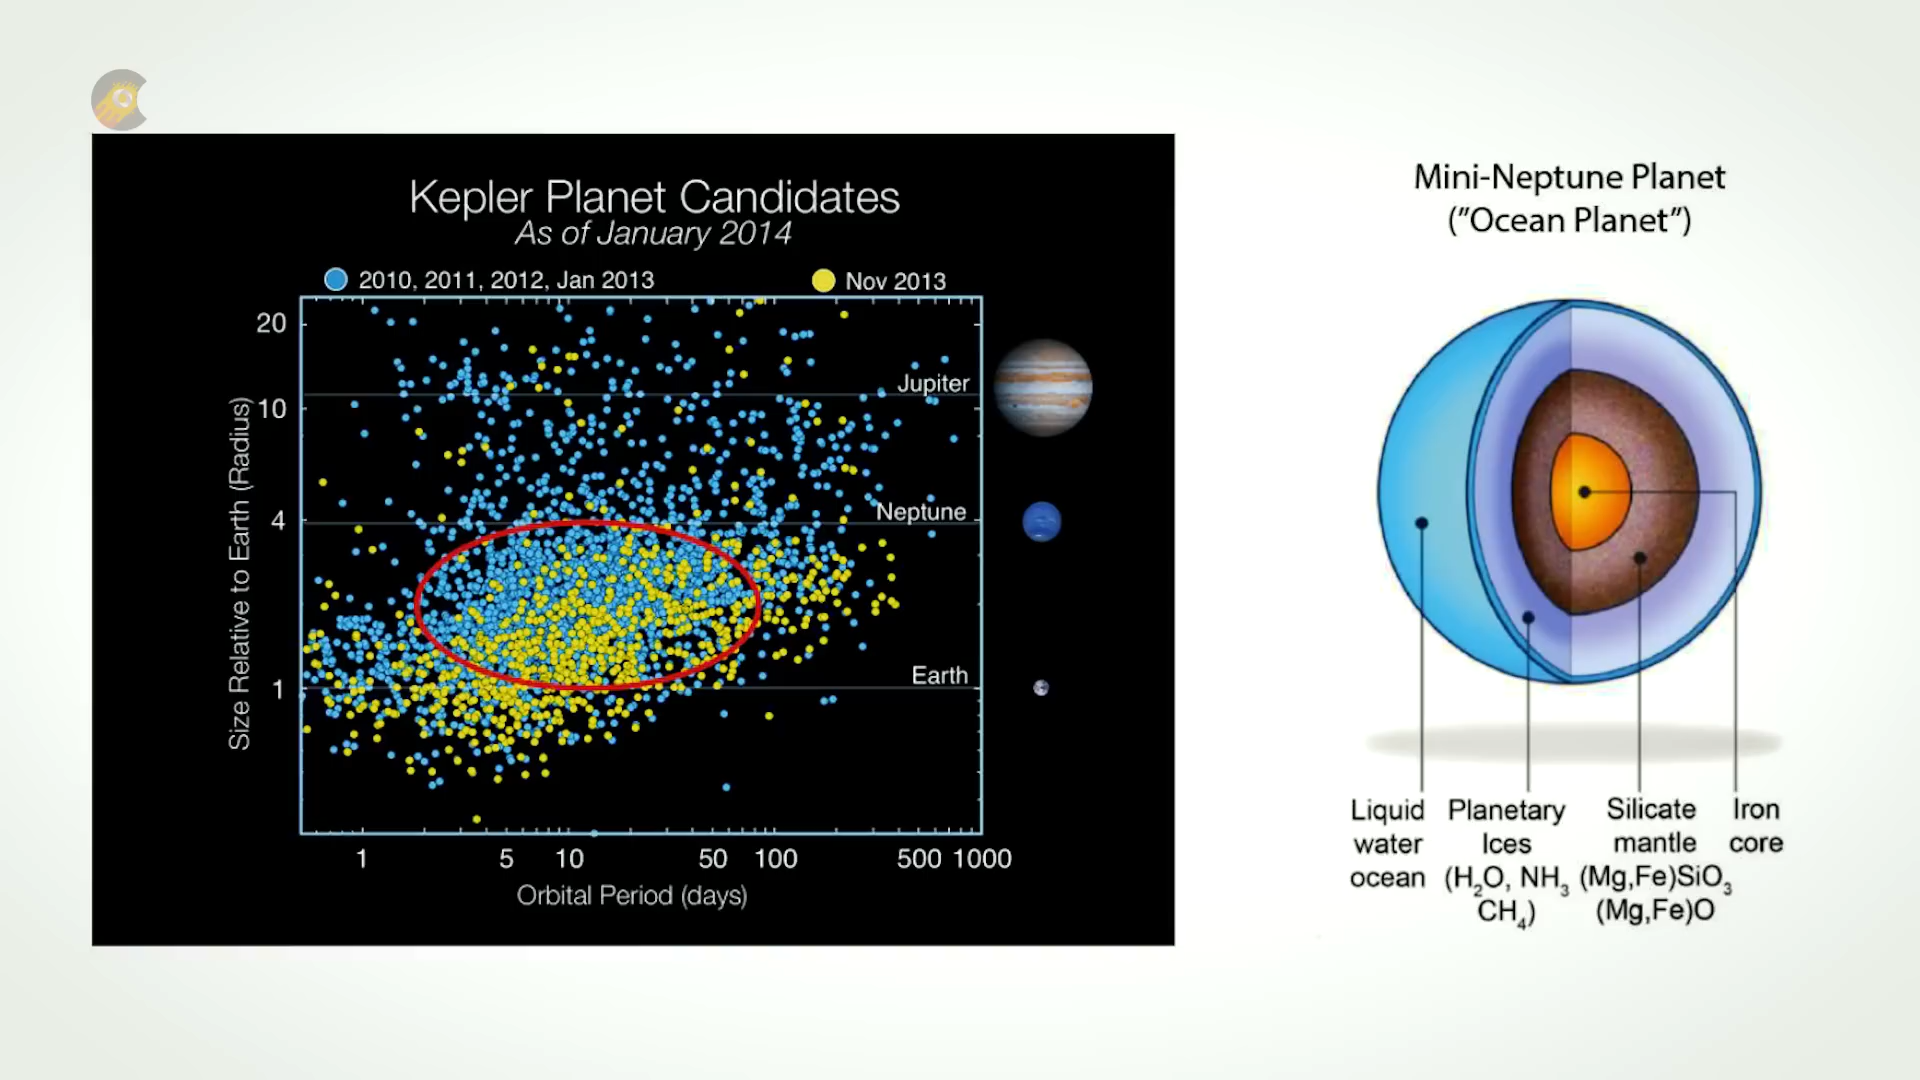 Kepler Planet Candidates
As of January 2014
2010, 2011, 2012, Jan 2013
Nov 2013
Size Relative to Earth (Radius)
20
10
4
1
Jupiter
Neptune
Earth
1 5 10 50 100 500 1000
Orbital Period (days)
Mini-Neptune Planet
("Ocean Planet")
Liquid
water
ocean
Planetary
Ices
(H₂O, NH₃
CH₄)
Silicate
mantle
(Mg,Fe)SiO₃
(Mg,Fe)O
Iron
core